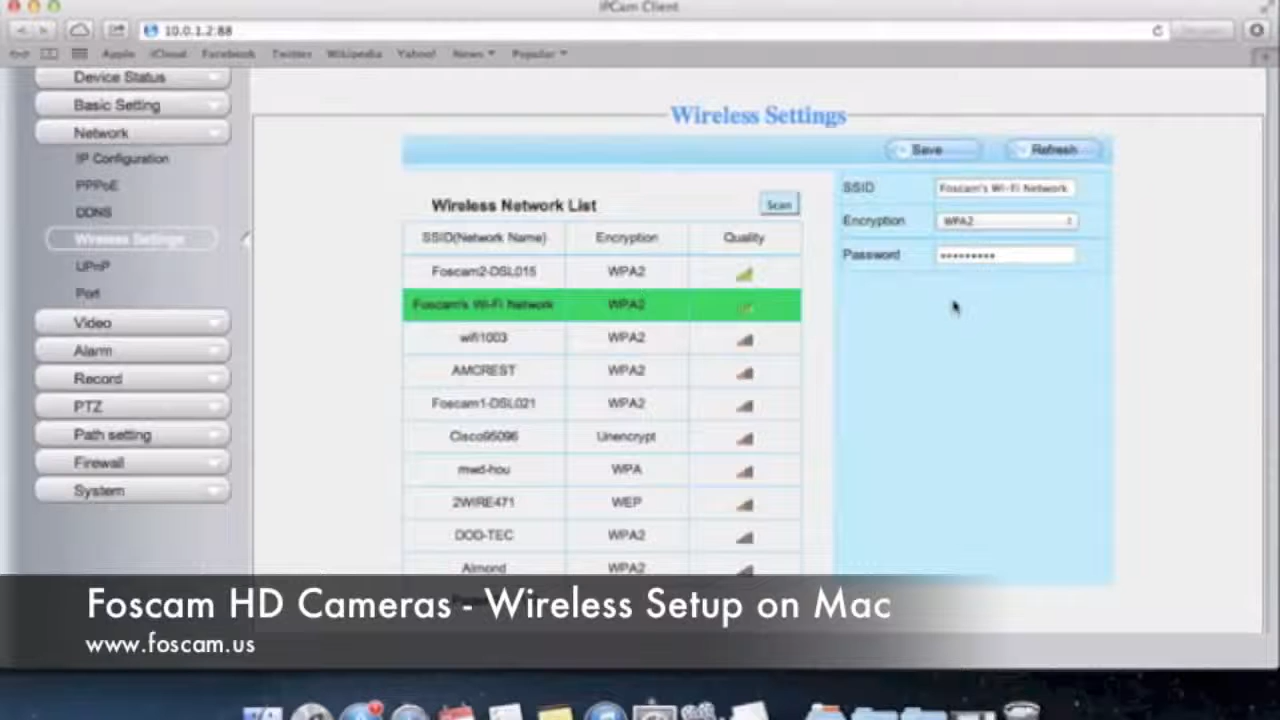 IPCam Client
10.0.1.2:88
Apple iCloud Facebook Twitter Wikipedia Yahoo! News Popular
Device Status
Basic Setting
Network
IP Configuration
PPPoE
DDNS
Wireless Settings
UPnP
Port
Video
Alarm
Record
PTZ
Path setting
Firewall
System
Wireless Settings
Save Refresh
Wireless Network List Scan
SSID(Network Name) Encryption Quality
Foscam2-DSL015 WPA2
Foscam's Wi-Fi Network WPA2
wifi1003 WPA2
AMCREST WPA2
Foscam1-DSL021 WPA2
Cisco95096 Unencrypt
mwd-hou WPA
2WIRE471 WEP
DOD-TEC WPA2
Almond WPA2
SSID Foscam's Wi-Fi Network
Encryption WPA2
Password •••••••••
Foscam HD Cameras - Wireless Setup on Mac
www.foscam.us